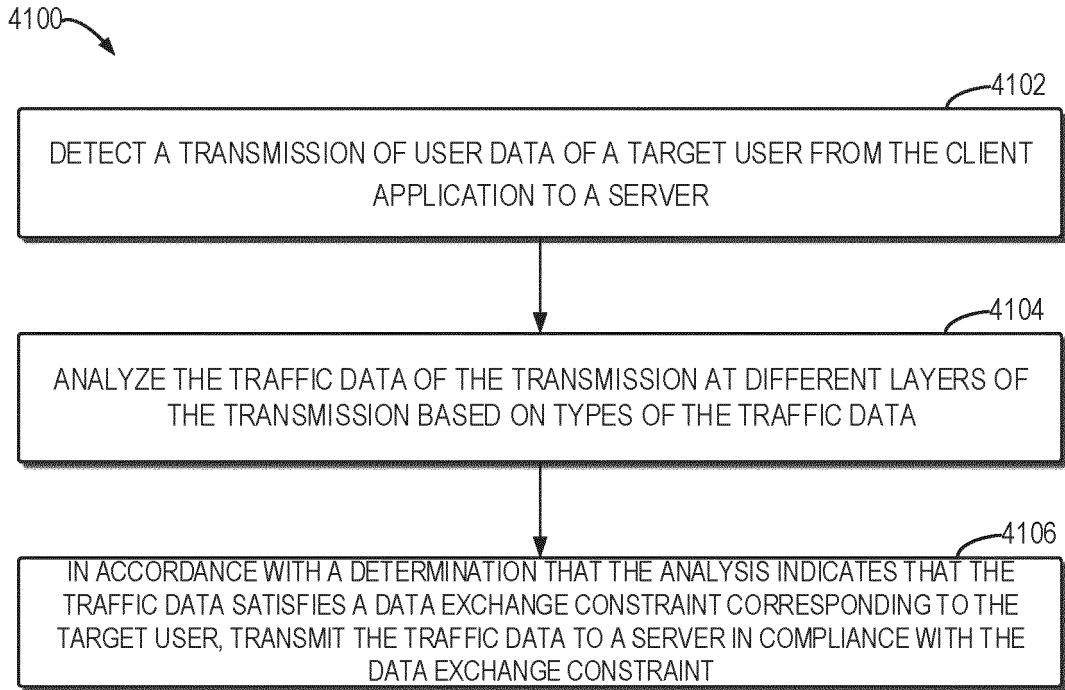 4100
4102
DETECT A TRANSMISSION OF USER DATA OF A TARGET USER FROM THE CLIENT
APPLICATION TO A SERVER
4104
ANALYZE THE TRAFFIC DATA OF THE TRANSMISSION AT DIFFERENT LAYERS OF
THE TRANSMISSION BASED ON TYPES OF THE TRAFFIC DATA
4106
IN ACCORDANCE WITH A DETERMINATION THAT THE ANALYSIS INDICATES THAT THE
TRAFFIC DATA SATISFIES A DATA EXCHANGE CONSTRAINT CORRESPONDING TO THE
TARGET USER, TRANSMIT THE TRAFFIC DATA TO A SERVER IN COMPLIANCE WITH THE
DATA EXCHANGE CONSTRAINT